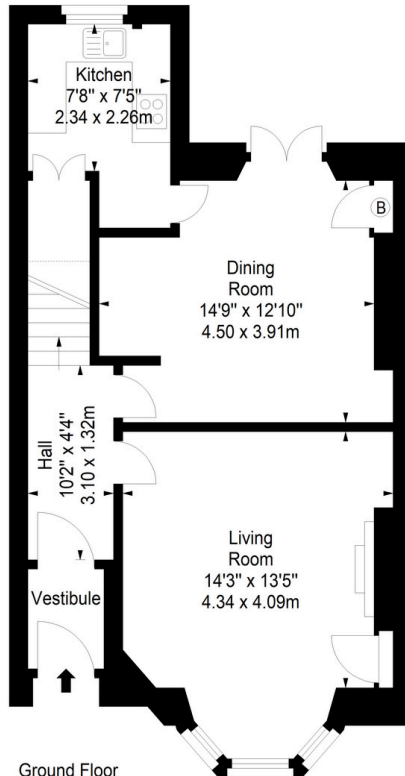 Kitchen
7'8" x 7'5"
2.34 x 2.26m
B
Dining
Room
14'9" x 12'10"
4.50 x 3.91m
Hall
10'2" x 4'4"
3.10 x 1.32m
Living
Room
14'3" x 13'5"
4.34 x 4.09m
Vestibule
Ground Floor